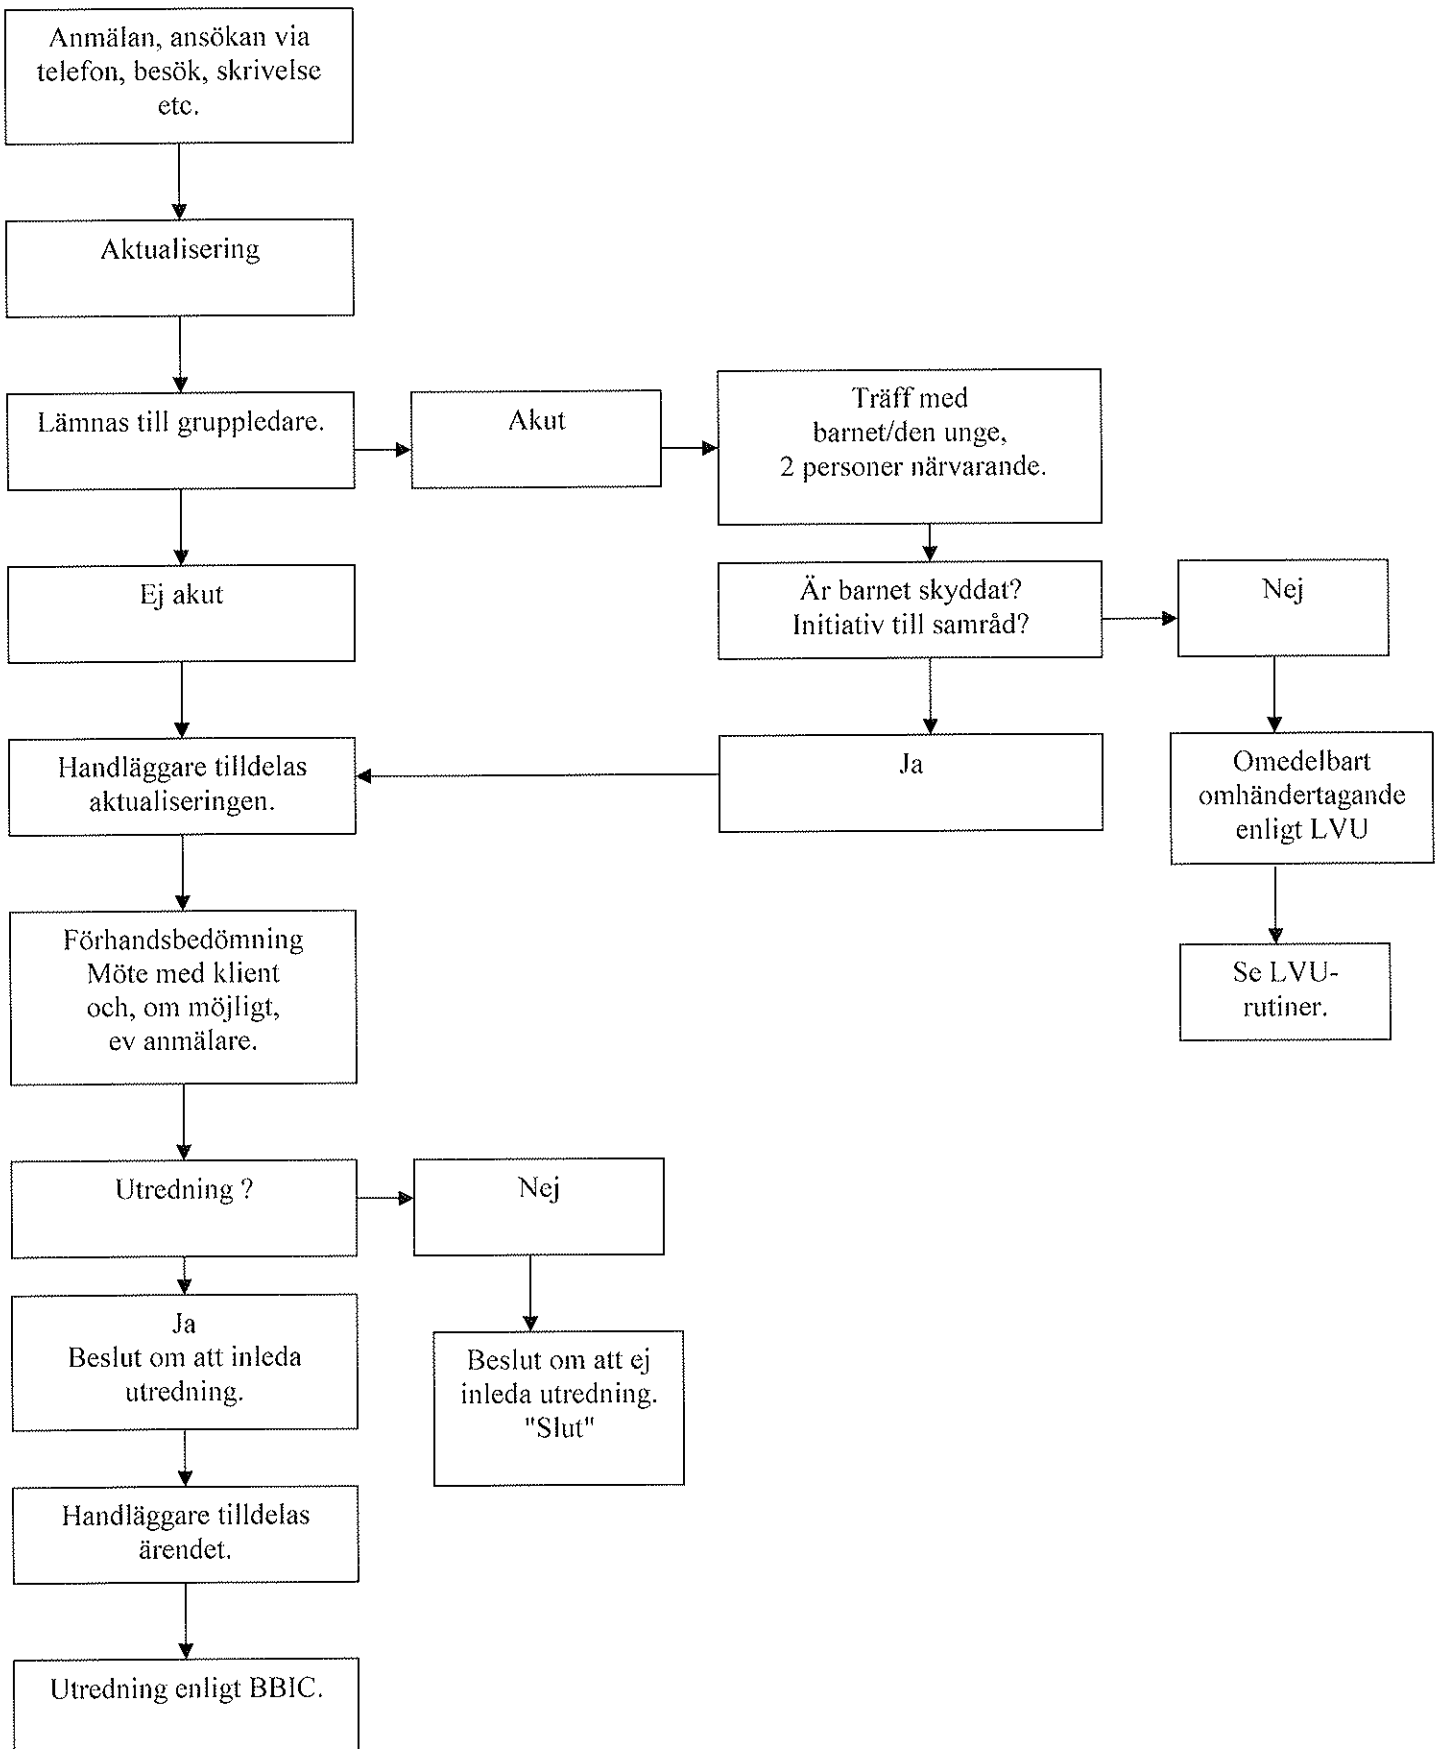 Anmälan, ansökan via
telefon, besök, skrivelse
etc.
Aktualisering
Lämnas till gruppledare.
Akut
Träff med
barnet/den unge,
2 personer närvarande.
Ej akut
Är barnet skyddat?
Initiativ till samråd?
Nej
Handläggare tilldelas
aktualiseringen.
Ja
Omedelbart
omhändertagande
enligt LVU
Förhandsbedömning
Möte med klient
och, om möjligt,
ev anmälare.
Se LVU-
rutiner.
Utredning ?
Nej
Ja
Beslut om att inleda
utredning.
Beslut om att ej
inleda utredning.
"Slut"
Handläggare tilldelas
ärendet.
Utredning enligt BBIC.